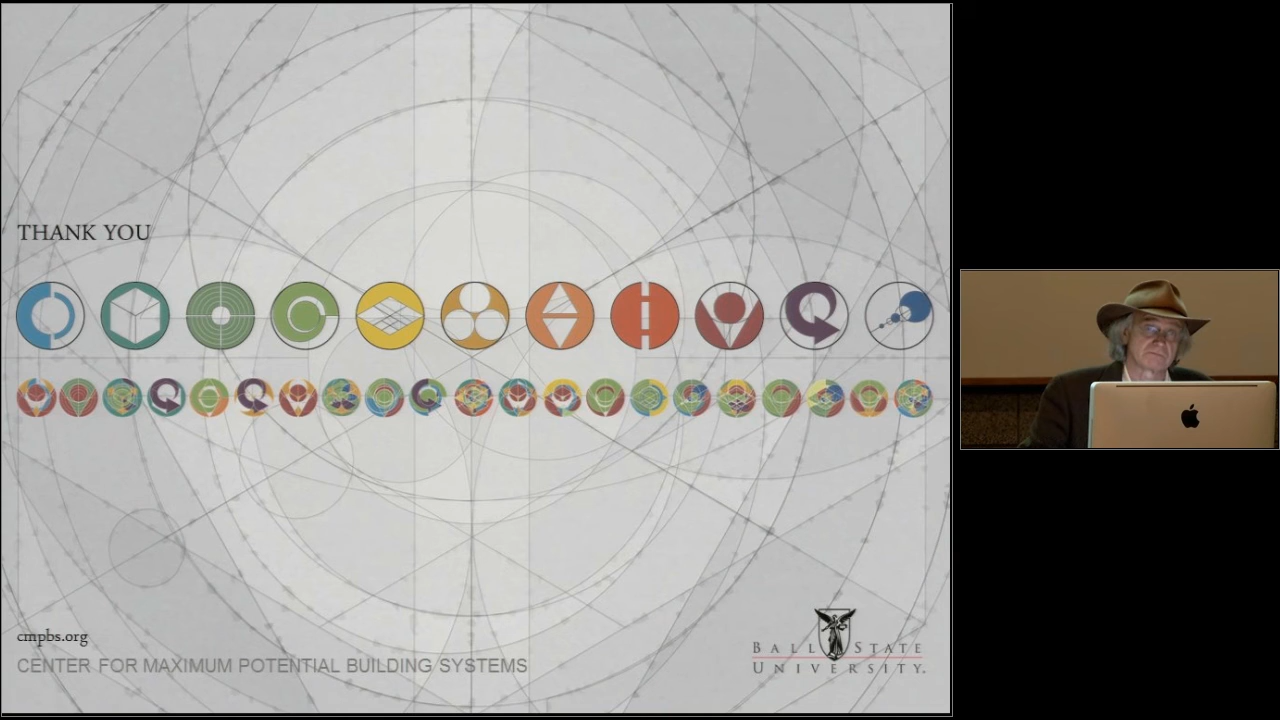 THANK YOU
cmpbs.org
CENTER FOR MAXIMUM POTENTIAL BUILDING SYSTEMS
BALL STATE
UNIVERSITY.